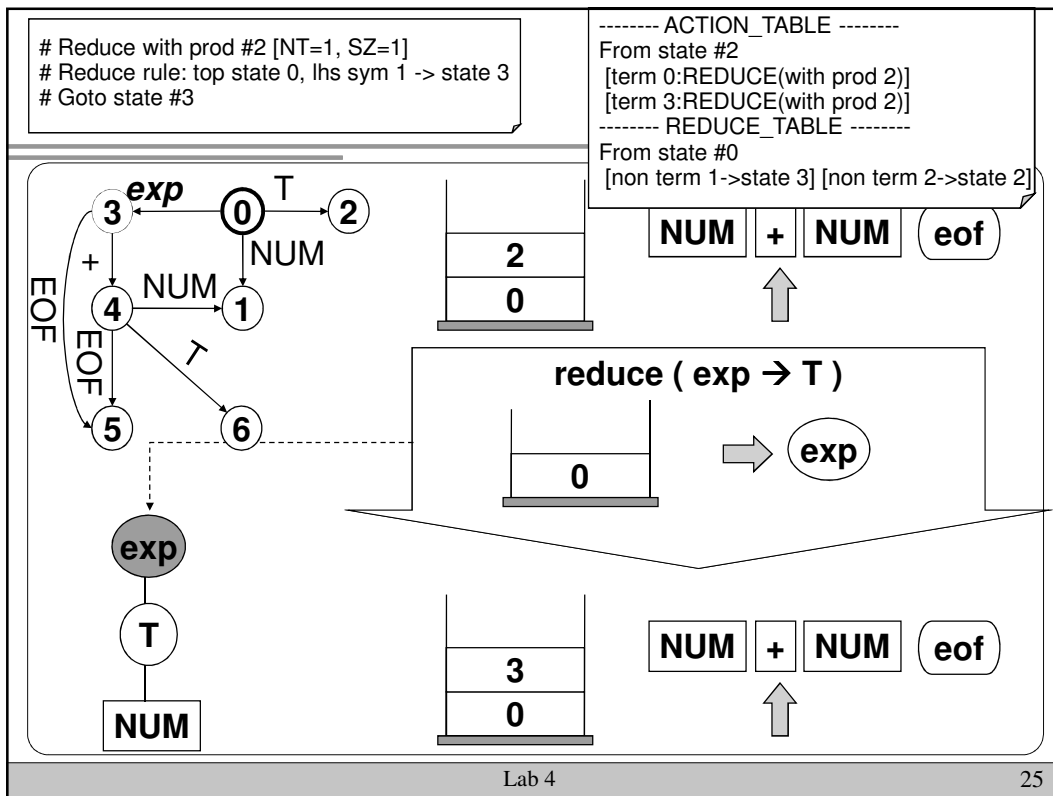 # Reduce with prod #2 [NT=1, SZ=1]
# Reduce rule: top state 0, lhs sym 1 -> state 3
# Goto state #3
-------- ACTION_TABLE --------
From state #2
[term 0:REDUCE(with prod 2)]
[term 3:REDUCE(with prod 2)]
-------- REDUCE_TABLE --------
From state #0
[non term 1->state 3] [non term 2->state 2]
exp T
3 0 2
+ NUM
EOF
NUM
4 1
EOF T
5 6
2
0
NUM + NUM eof
reduce ( exp → T )
0
exp
exp
T
NUM
3
0
NUM + NUM eof
Lab 4 25